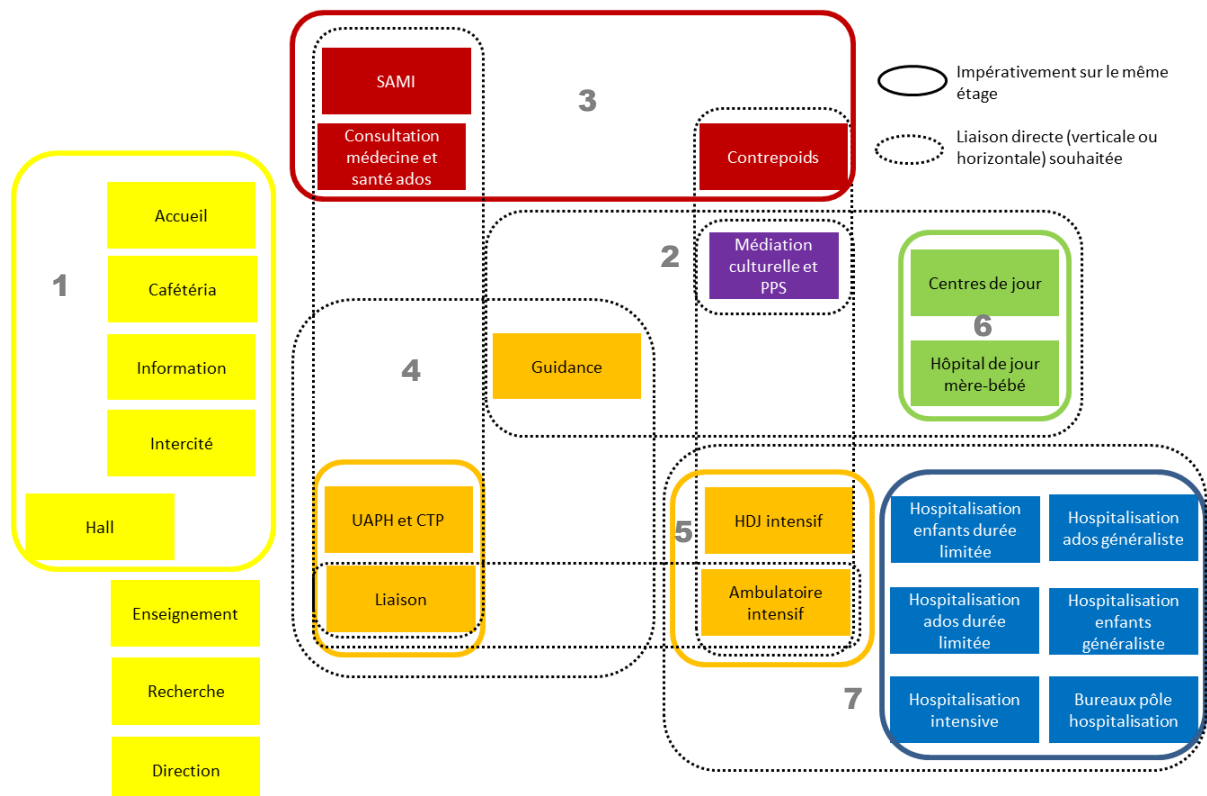 SAMI
3
Impérativement sur le même
étage
Consultation
médecine et
santé ados
Contrepoids
Liaison directe (verticale ou
horizontale) souhaitée
1
Accueil
Cafétéria
Information
Intercité
Hall
Enseignement
Recherche
Direction
2
Médiation
culturelle et
PPS
Centres de jour
6
Hôpital de jour
mère-bébé
4
Guidance
UAPH et CTP
Liaison
5
HDJ intensif
Ambulatoire
intensif
7
Hospitalisation
enfants durée
limitée
Hospitalisation
ados généraliste
Hospitalisation
ados durée
limitée
Hospitalisation
enfants
généraliste
Hospitalisation
intensive
Bureaux pôle
hospitalisation